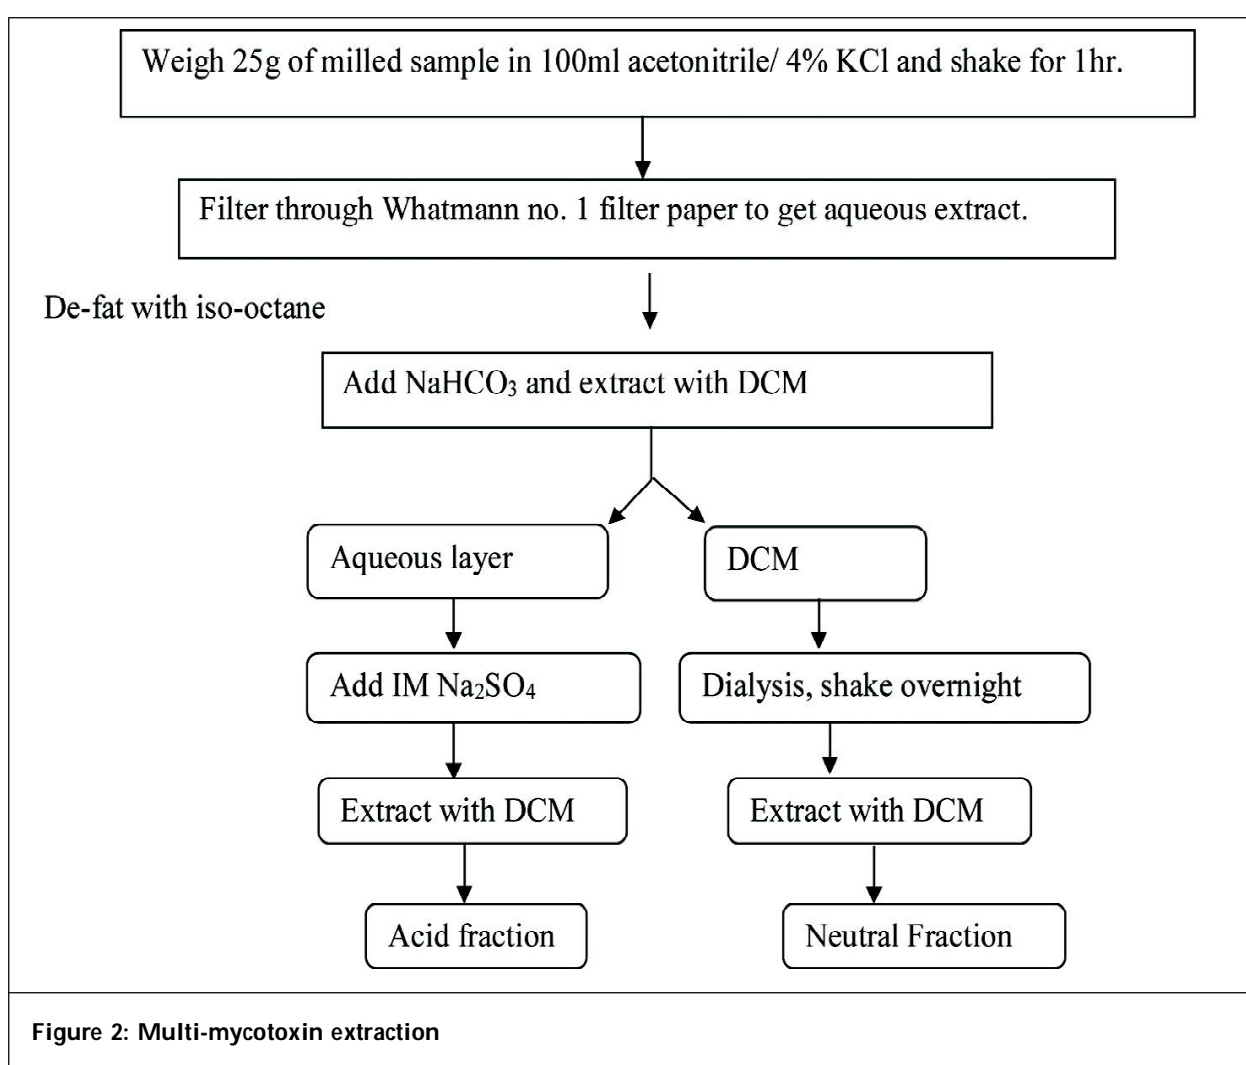 Weigh 25g of milled sample in 100ml acetonitrile/ 4% KCl and shake for 1hr.
Filter through Whatmann no. 1 filter paper to get aqueous extract.
De-fat with iso-octane
Add NaHCO₃ and extract with DCM
Aqueous layer
DCM
Add IM Na₂SO₄
Dialysis, shake overnight
Extract with DCM
Extract with DCM
Acid fraction
Neutral Fraction
Figure 2: Multi-mycotoxin extraction